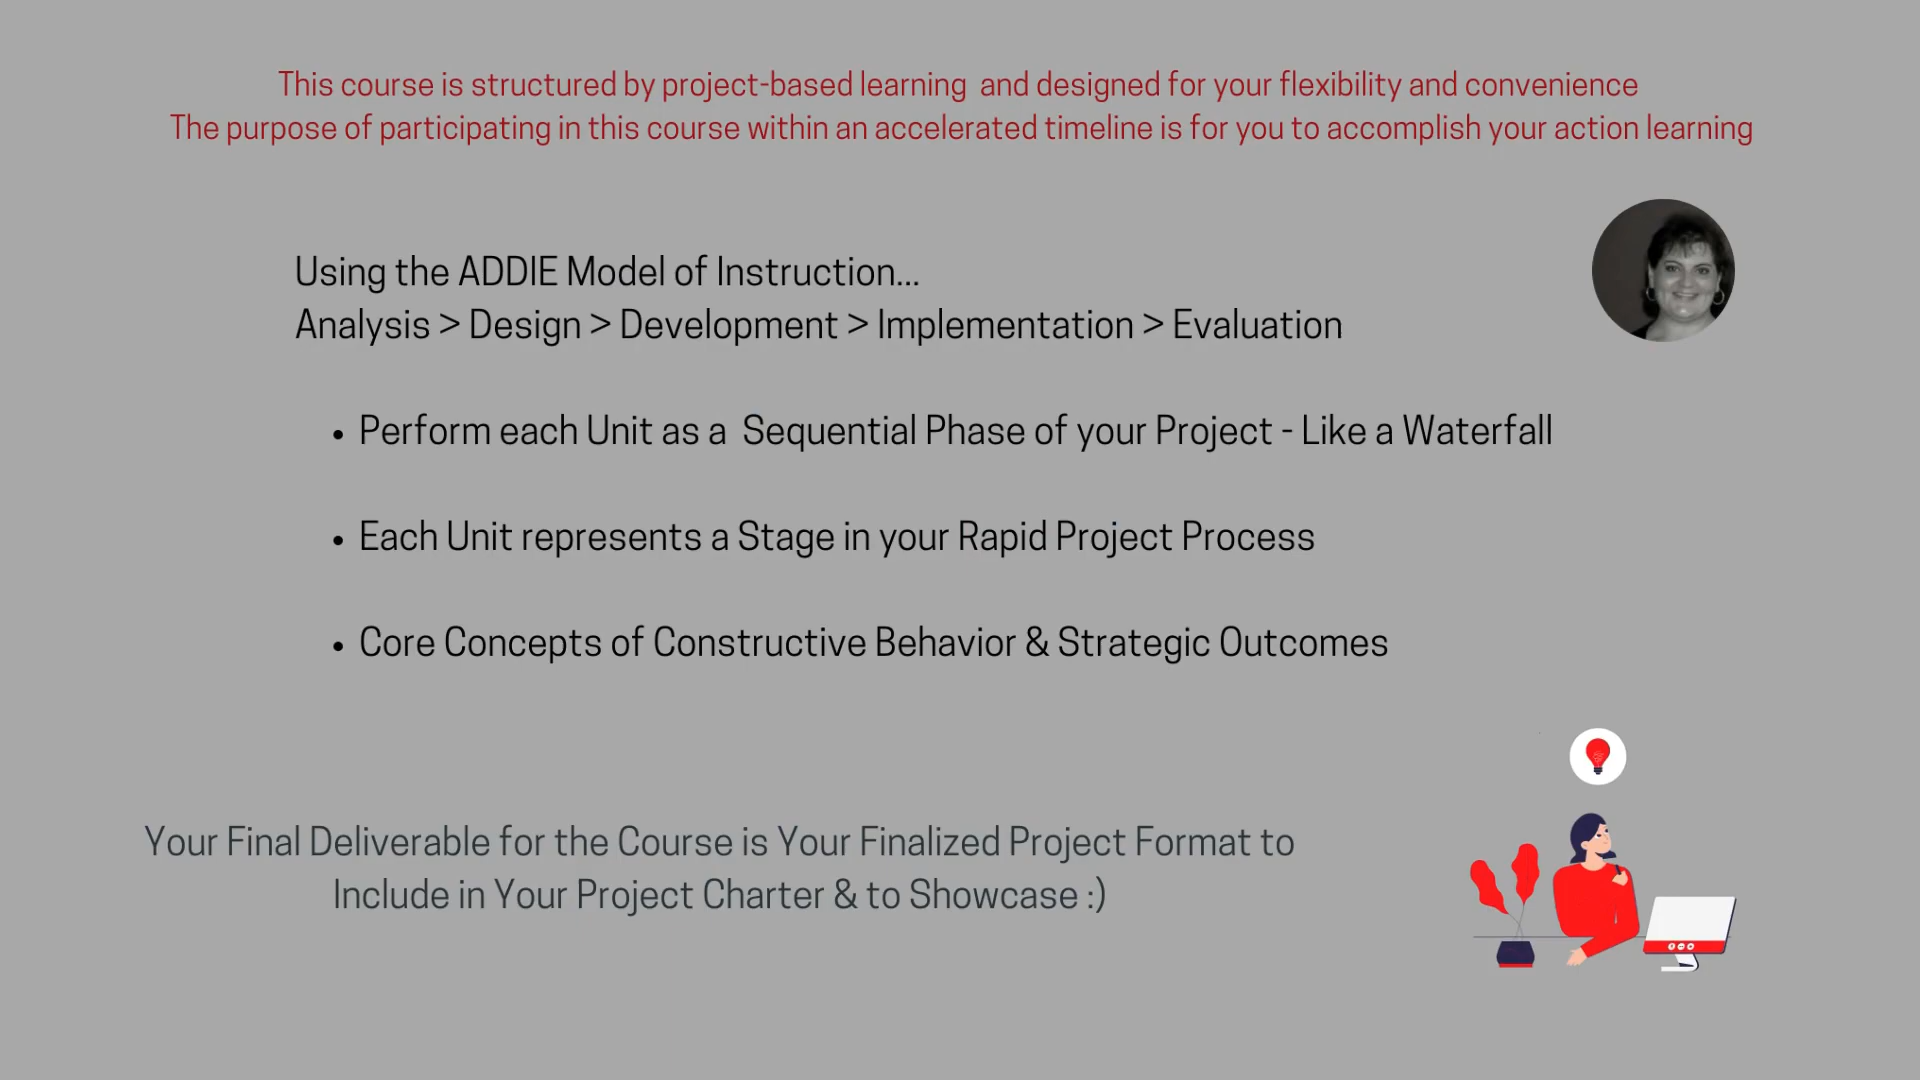 This course is structured by project-based learning  and designed for your flexibility and convenience
The purpose of participating in this course within an accelerated timeline is for you to accomplish your action learning
Using the ADDIE Model of Instruction...
Analysis > Design > Development > Implementation > Evaluation
• Perform each Unit as a  Sequential Phase of your Project - Like a Waterfall
• Each Unit represents a Stage in your Rapid Project Process
• Core Concepts of Constructive Behavior & Strategic Outcomes
Your Final Deliverable for the Course is Your Finalized Project Format to
Include in Your Project Charter & to Showcase :)